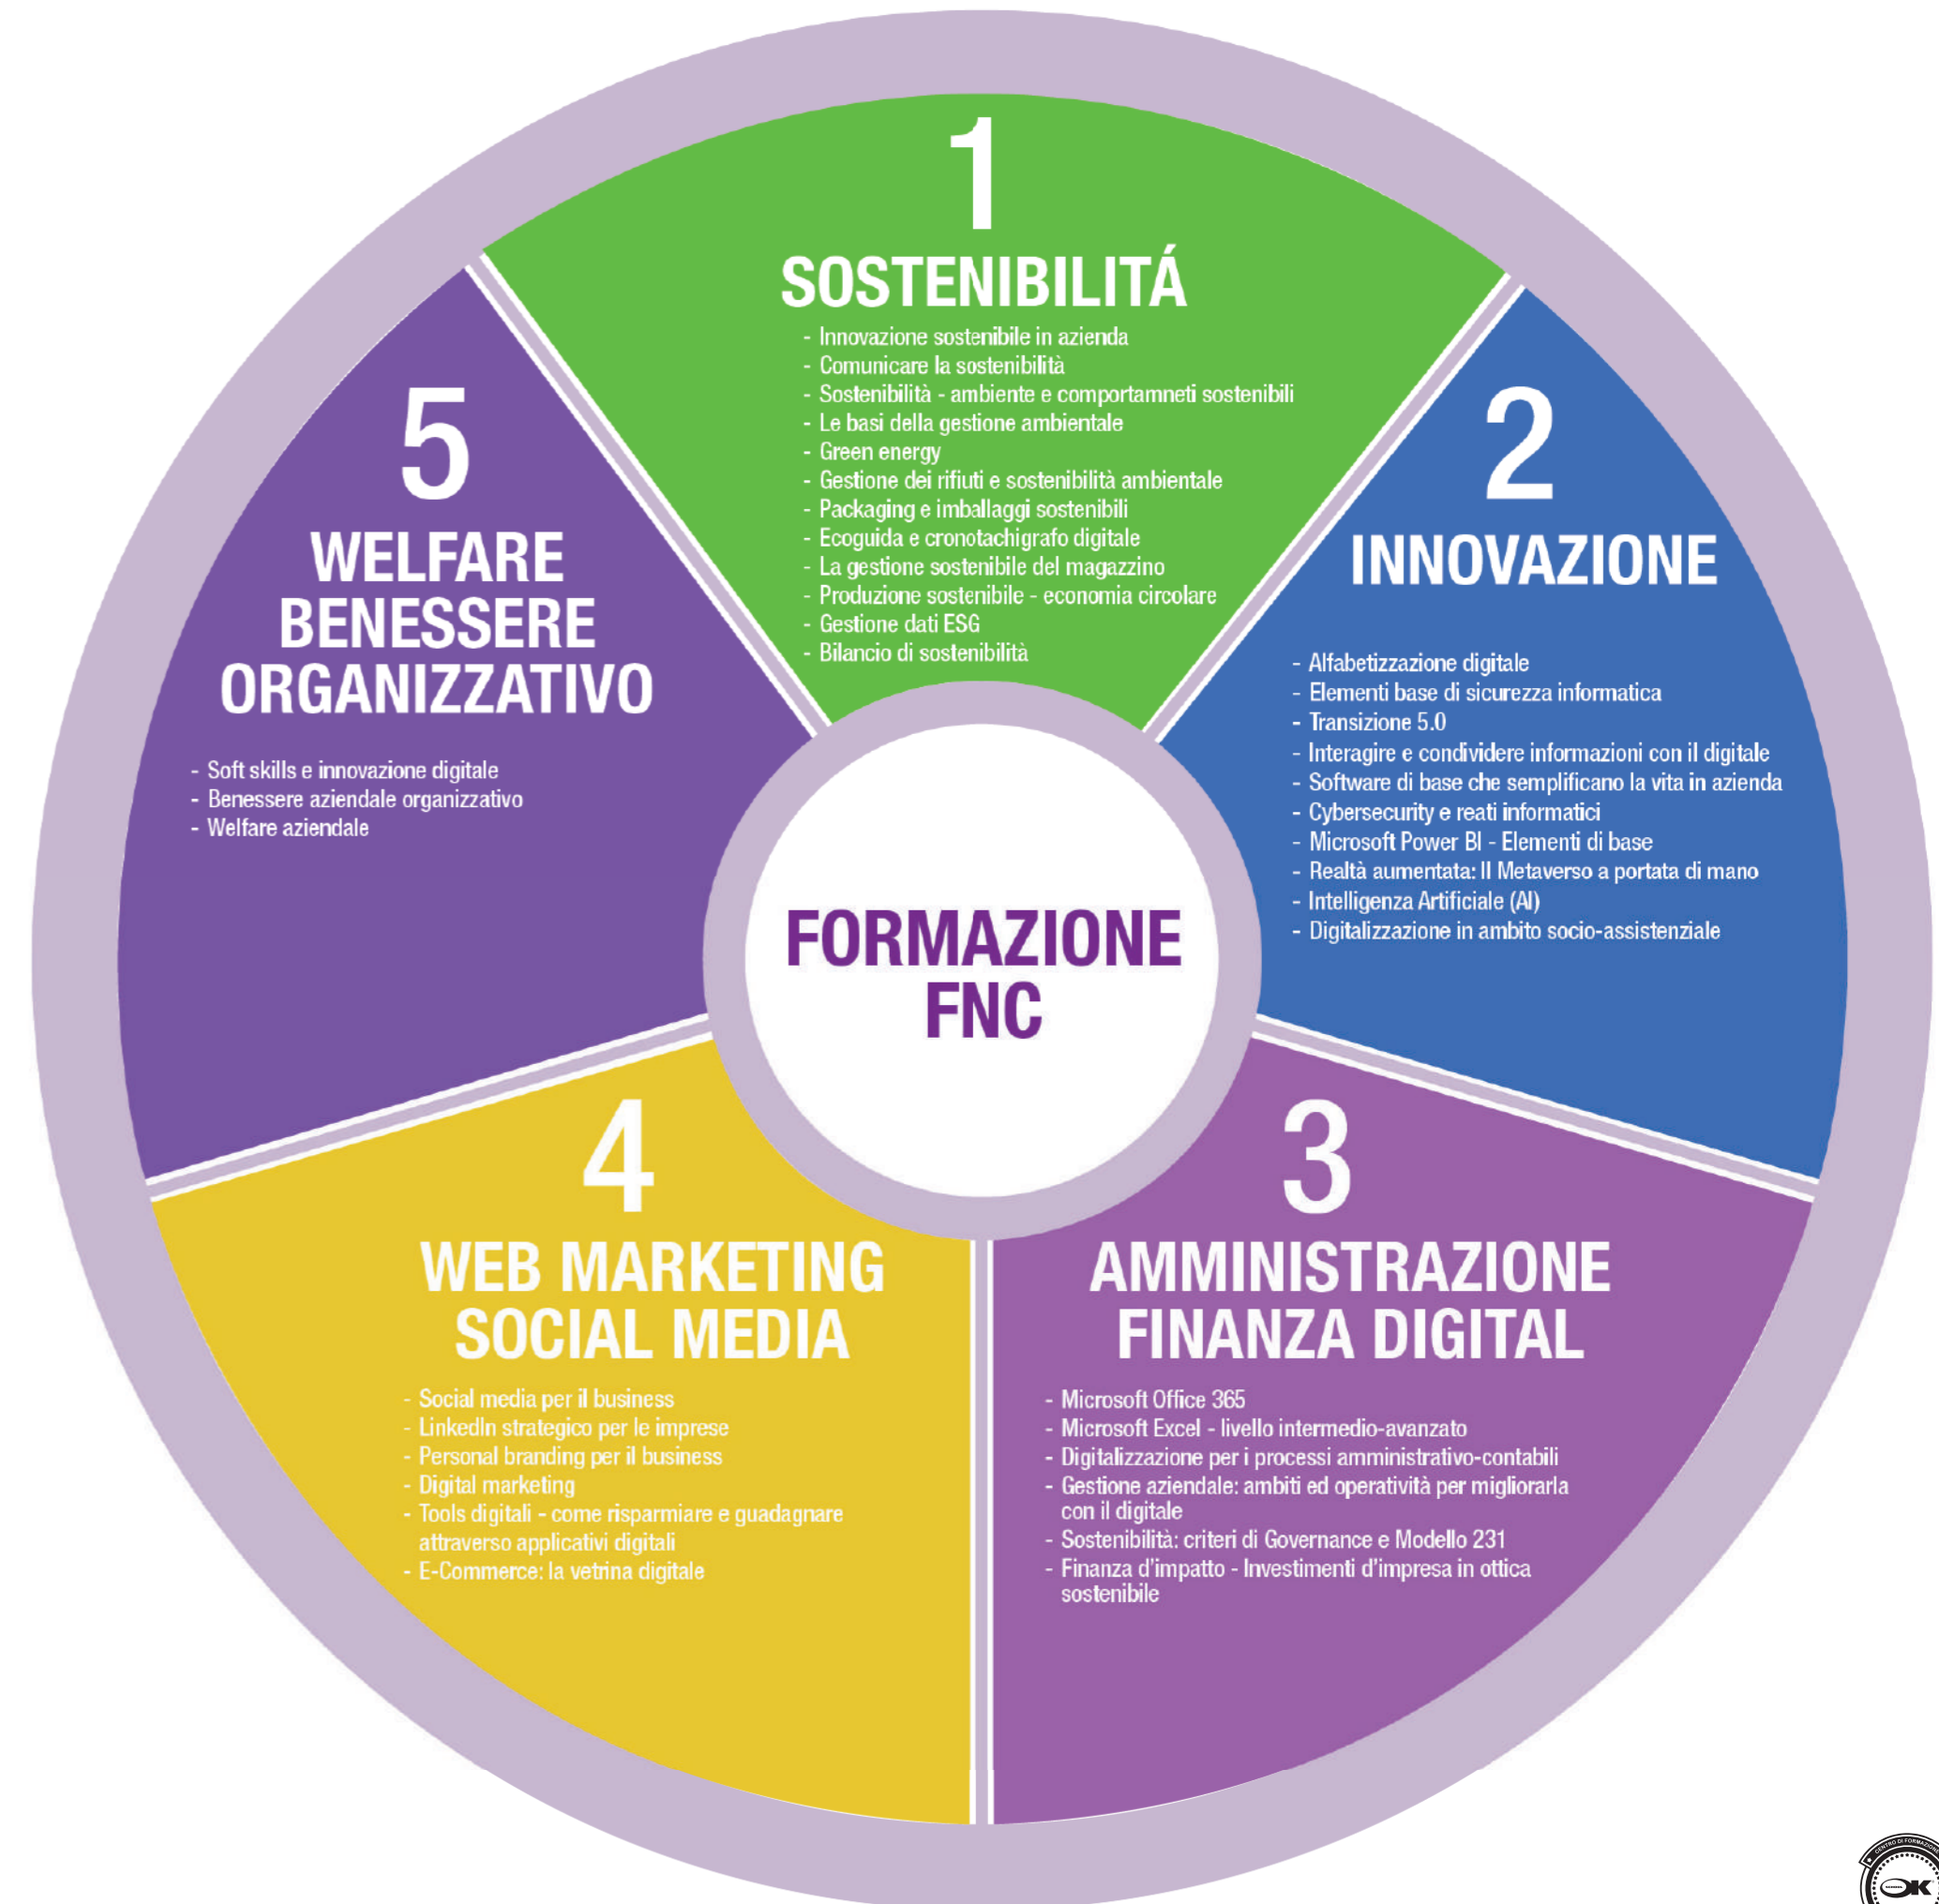 1
SOSTENIBILITÁ
- Innovazione sostenibile in azienda
- Comunicare la sostenibilità
- Sostenibilità - ambiente e comportamneti sostenibili
- Le basi della gestione ambientale
- Green energy
- Gestione dei rifiuti e sostenibilità ambientale
- Packaging e imballaggi sostenibili
- Ecoguida e cronotachigrafo digitale
- La gestione sostenibile del magazzino
- Produzione sostenibile - economia circolare
- Gestione dati ESG
- Bilancio di sostenibilità
2
INNOVAZIONE
- Alfabetizzazione digitale
- Elementi base di sicurezza informatica
- Transizione 5.0
- Interagire e condividere informazioni con il digitale
- Software di base che semplificano la vita in azienda
- Cybersecurity e reati informatici
- Microsoft Power BI - Elementi di base
- Realtà aumentata: Il Metaverso a portata di mano
- Intelligenza Artificiale (AI)
- Digitalizzazione in ambito socio-assistenziale
3
AMMINISTRAZIONE
FINANZA DIGITAL
- Microsoft Office 365
- Microsoft Excel - livello intermedio-avanzato
- Digitalizzazione per i processi amministrativo-contabili
- Gestione aziendale: ambiti ed operatività per migliorarla
con il digitale
- Sostenibilità: criteri di Governance e Modello 231
- Finanza d'impatto - Investimenti d'impresa in ottica
sostenibile
4
WEB MARKETING
SOCIAL MEDIA
- Social media per il business
- LinkedIn strategico per le imprese
- Personal branding per il business
- Digital marketing
- Tools digitali - come risparmiare e guadagnare
attraverso applicativi digitali
- E-Commerce: la vetrina digitale
5
WELFARE
BENESSERE
ORGANIZZATIVO
- Soft skills e innovazione digitale
- Benessere aziendale organizzativo
- Welfare aziendale
FORMAZIONE
FNC
CENTRO DI FORMAZIONE
OK